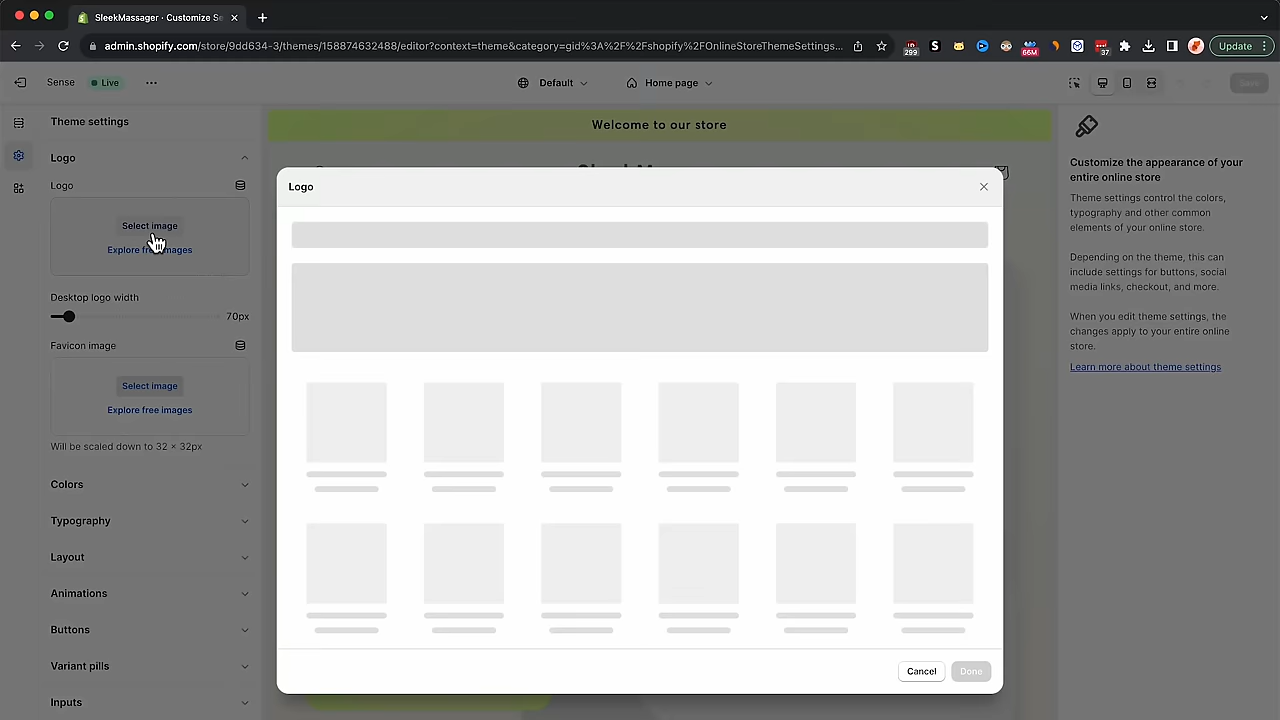 SleekMassager · Customize Se
admin.shopify.com/store/9dd634-3/themes/158874632488/editor?context=theme&category=gid%3A%2F%2Fshopify%2FOnlineStoreThemeSettings...
299
66M
37
Update
Sense
Live
Default
Home page
Save
Theme settings
Logo
Logo
Select image
Explore free images
Desktop logo width
70px
Favicon image
Select image
Explore free images
Will be scaled down to 32 × 32px
Colors
Typography
Layout
Animations
Buttons
Variant pills
Inputs
Welcome to our store
Logo
Cancel
Done
Customize the appearance of your
entire online store
Theme settings control the colors,
typography and other common
elements of your online store.
Depending on the theme, this can
include settings for buttons, social
media links, checkout, and more.
When you edit theme settings, the
changes apply to your entire online
store.
Learn more about theme settings